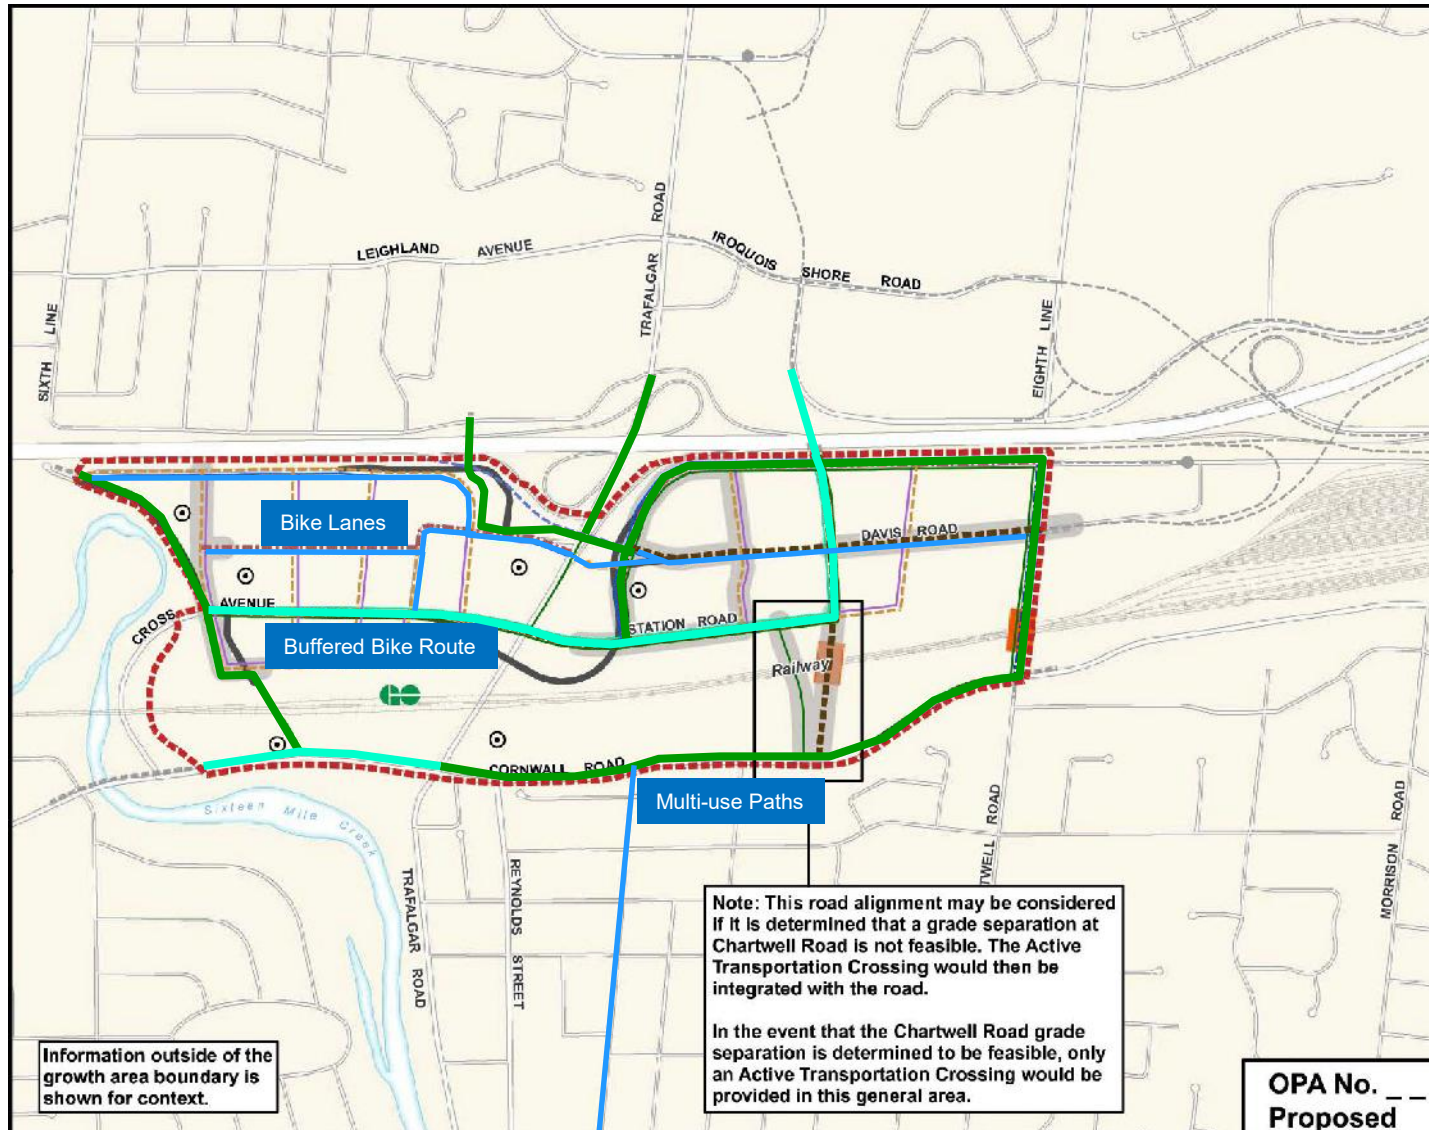 ROAD
TRAFALGAR
LEIGHLAND AVENUE
IROQUOIS SHORE ROAD
SIXTH LINE
EIGHTH LINE
Bike Lanes
DAVIS ROAD
CROSS AVENUE
STATION ROAD
Buffered Bike Route
Railway
GO
CORNWALL ROAD
Multi-use Paths
Sixteen Mile Creek
TRAFALGAR ROAD
REYNOLDS STREET
TWELL ROAD
MORRISON ROAD
Note: This road alignment may be considered
if it is determined that a grade separation at
Chartwell Road is not feasible. The Active
Transportation Crossing would then be
integrated with the road.
In the event that the Chartwell Road grade
separation is determined to be feasible, only
an Active Transportation Crossing would be
provided in this general area.
Information outside of the
growth area boundary is
shown for context.
OPA No. _ _
Proposed